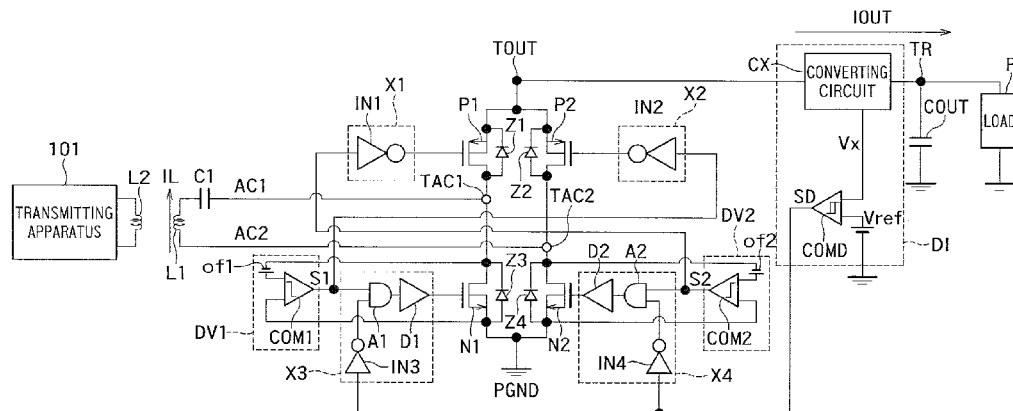 IOUT
TOUT
TR
CX
CONVERTING
CIRCUIT
P
LOAD
COUT
X1
IN1
P1
P2
IN2
X2
Z1
Z2
Vx
101
TRANSMITTING
APPARATUS
L2
IL
C1
AC1
TAC1
TAC2
SD
Vref
COMD
DI
AC2
L1
DV2
of1
S1
Z3
D2
A2
S2
of2
COM1
A1
D1
Z4
COM2
DV1
N1
N2
X3
IN3
IN4
X4
PGND